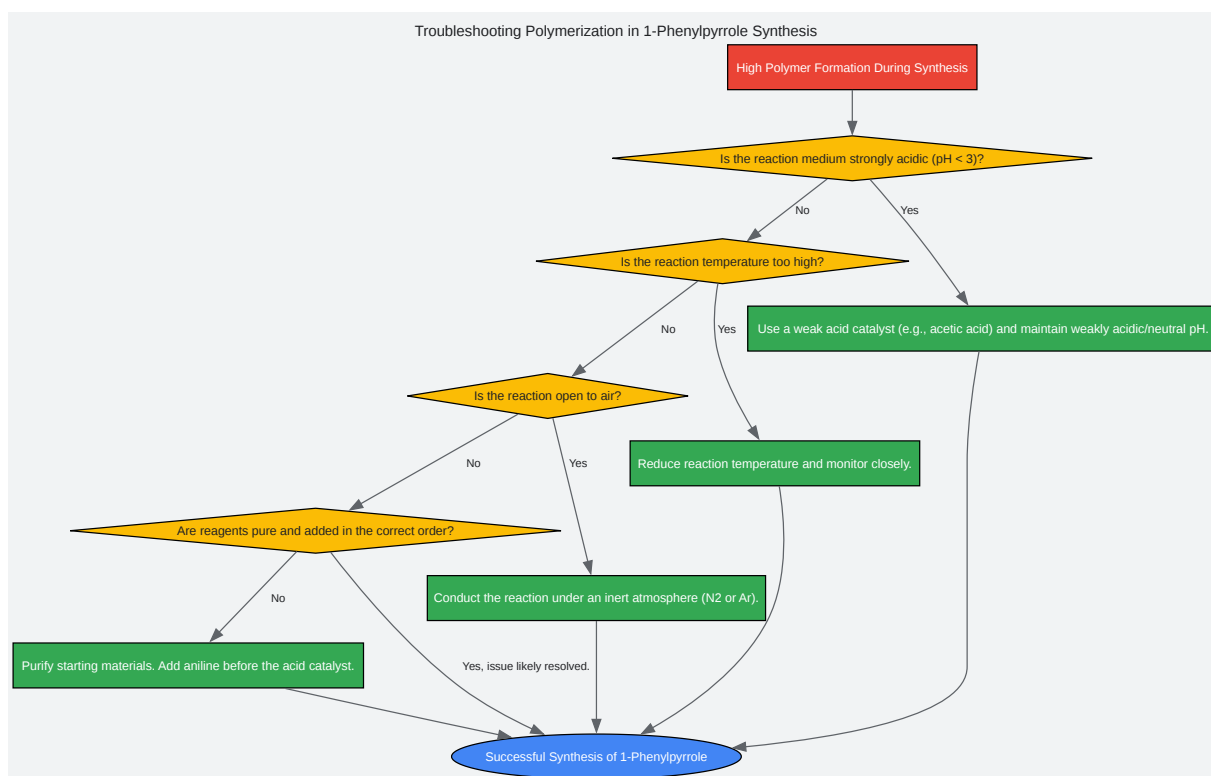 Troubleshooting Polymerization in 1-Phenylpyrrole Synthesis
High Polymer Formation During Synthesis
Is the reaction medium strongly acidic (pH < 3)?
No
Yes
Is the reaction temperature too high?
Use a weak acid catalyst (e.g., acetic acid) and maintain weakly acidic/neutral pH.
No
Yes
Is the reaction open to air?
Reduce reaction temperature and monitor closely.
No
Yes
Are reagents pure and added in the correct order?
Conduct the reaction under an inert atmosphere (N2 or Ar).
No
Purify starting materials. Add aniline before the acid catalyst.
Yes, issue likely resolved.
Successful Synthesis of 1-Phenylpyrrole